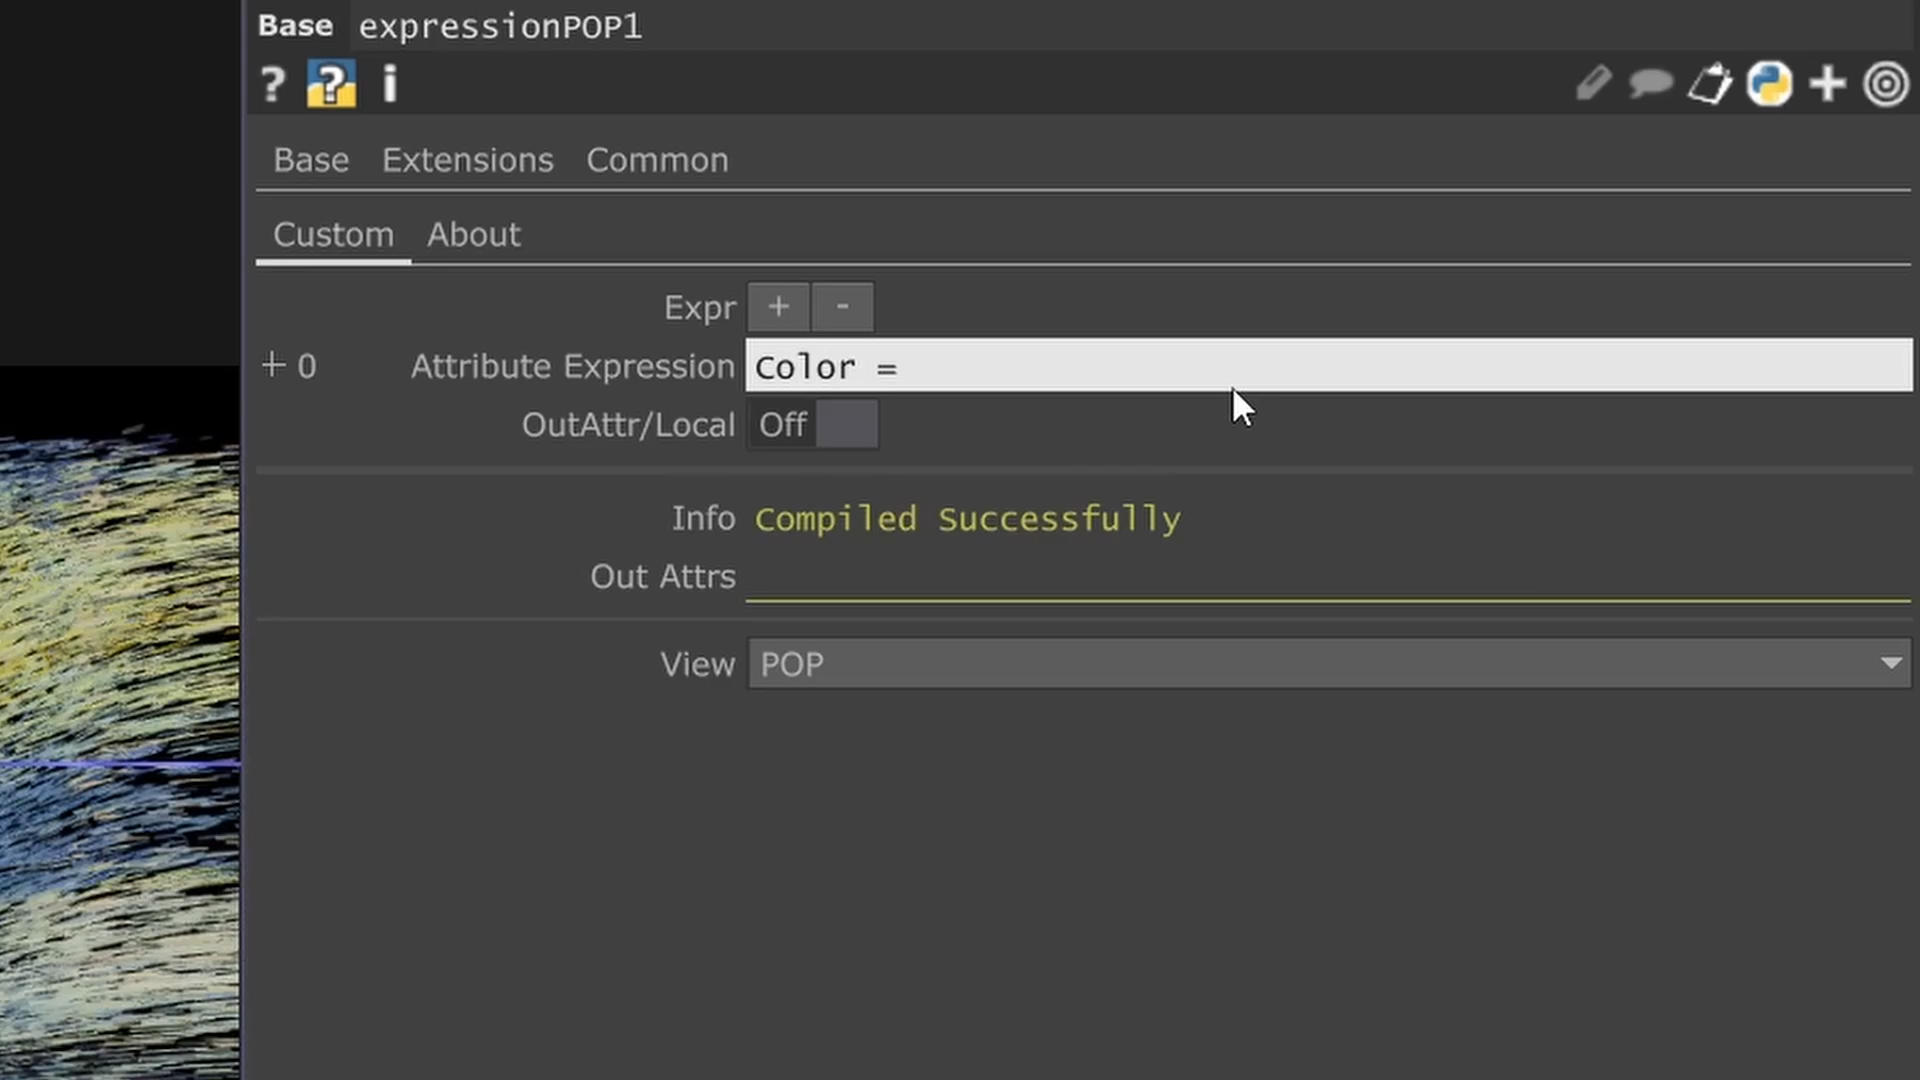 Base expressionPOP1
? ? i
Base Extensions Common
Custom About
Expr + -
+ 0 Attribute Expression Color =
OutAttr/Local Off
Info Compiled Successfully
Out Attrs
View POP